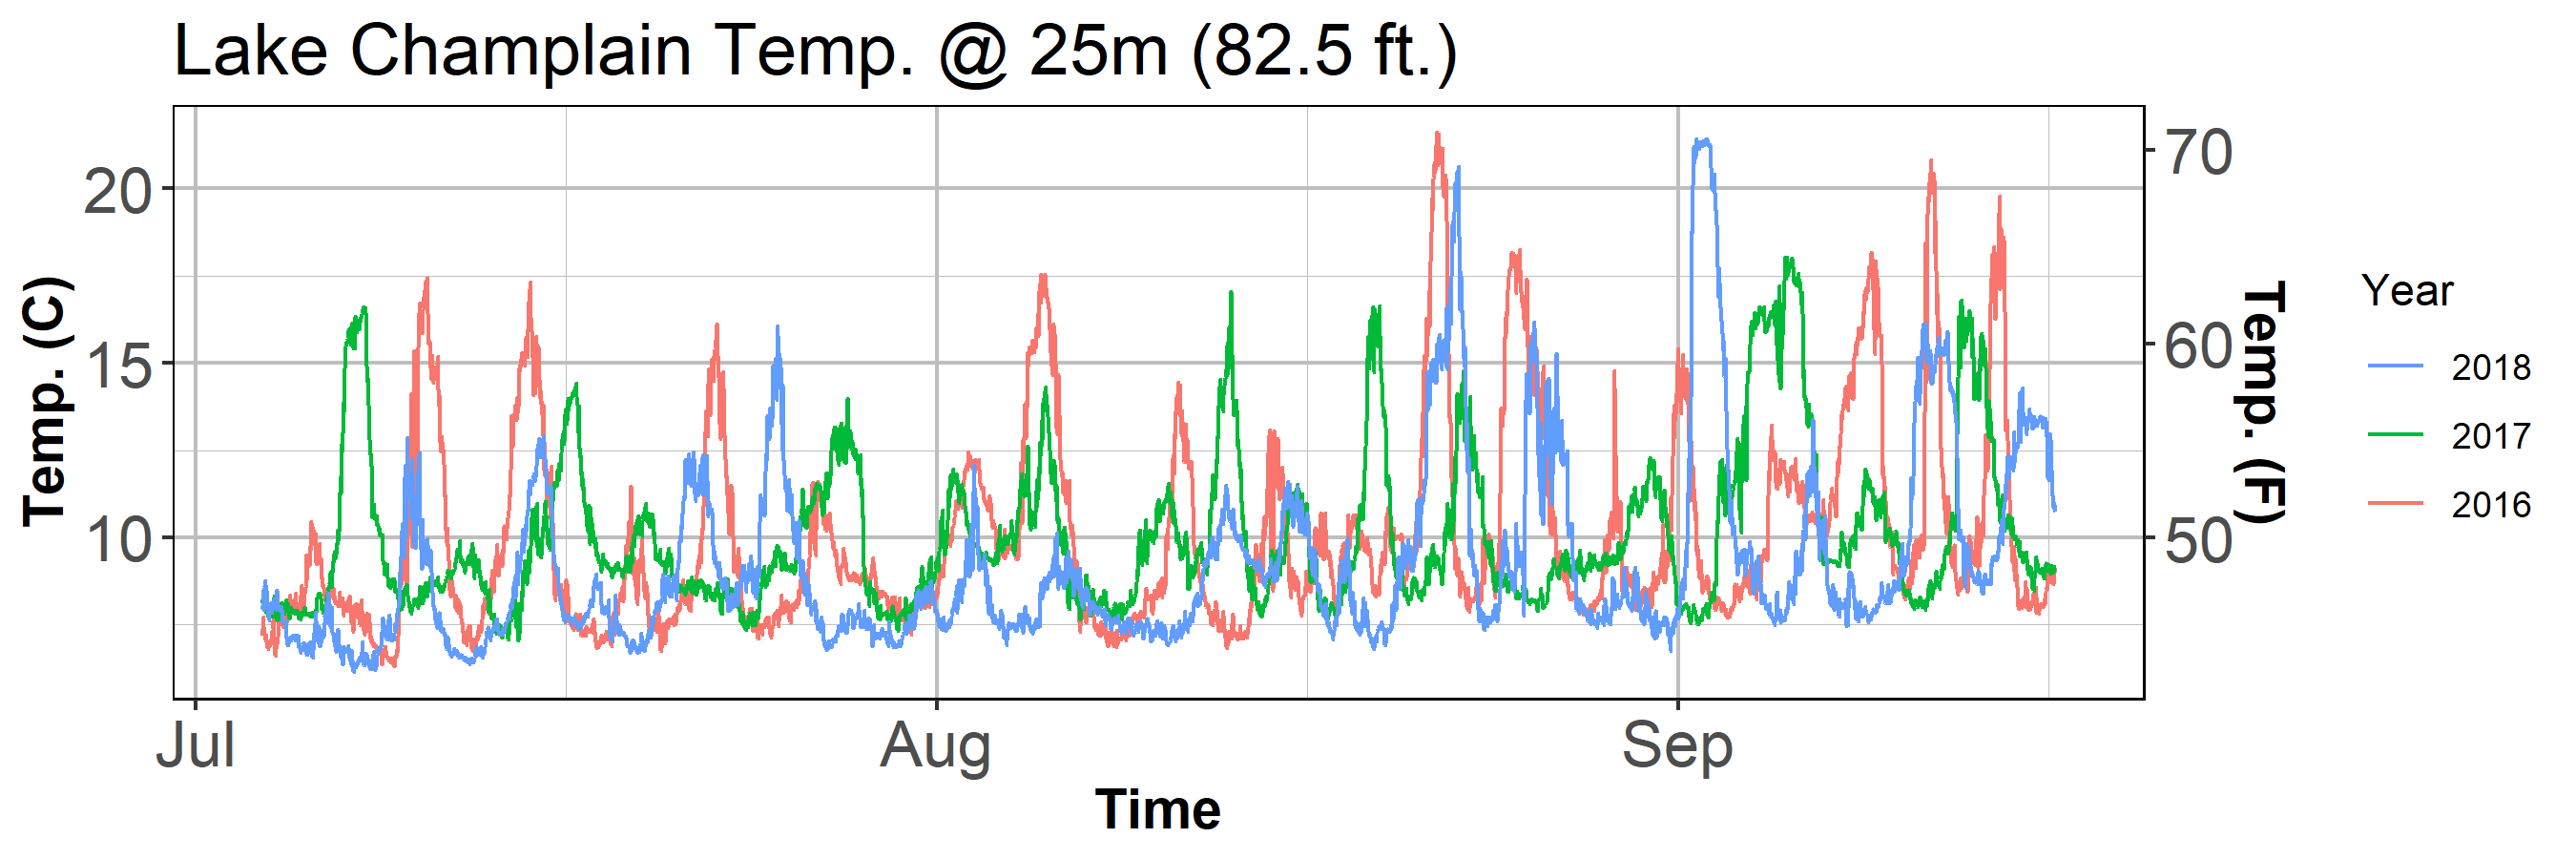 Lake Champlain Temp. @ 25m (82.5 ft.)
Temp. (C)
20
15
10
70
60
50
Temp. (F)
Jul
Aug
Sep
Time
Year
2018
2017
2016